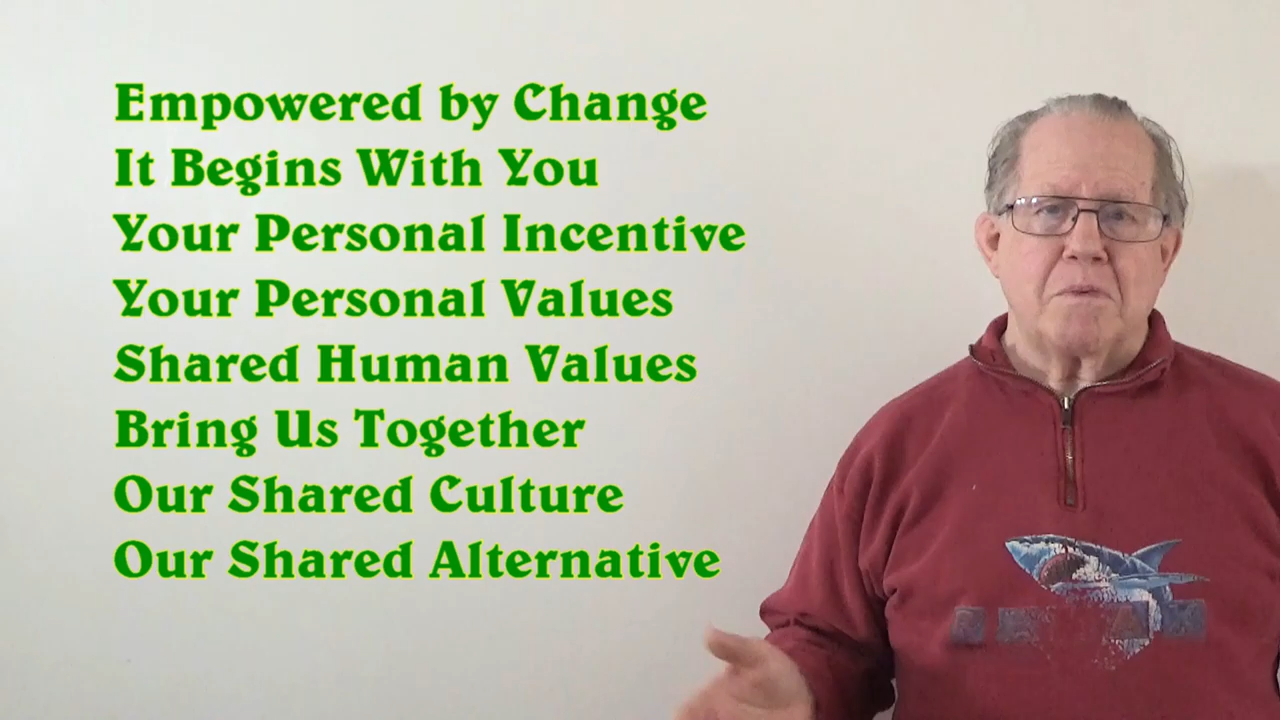 Empowered by Change
It Begins With You
Your Personal Incentive
Your Personal Values
Shared Human Values
Bring Us Together
Our Shared Culture
Our Shared Alternative